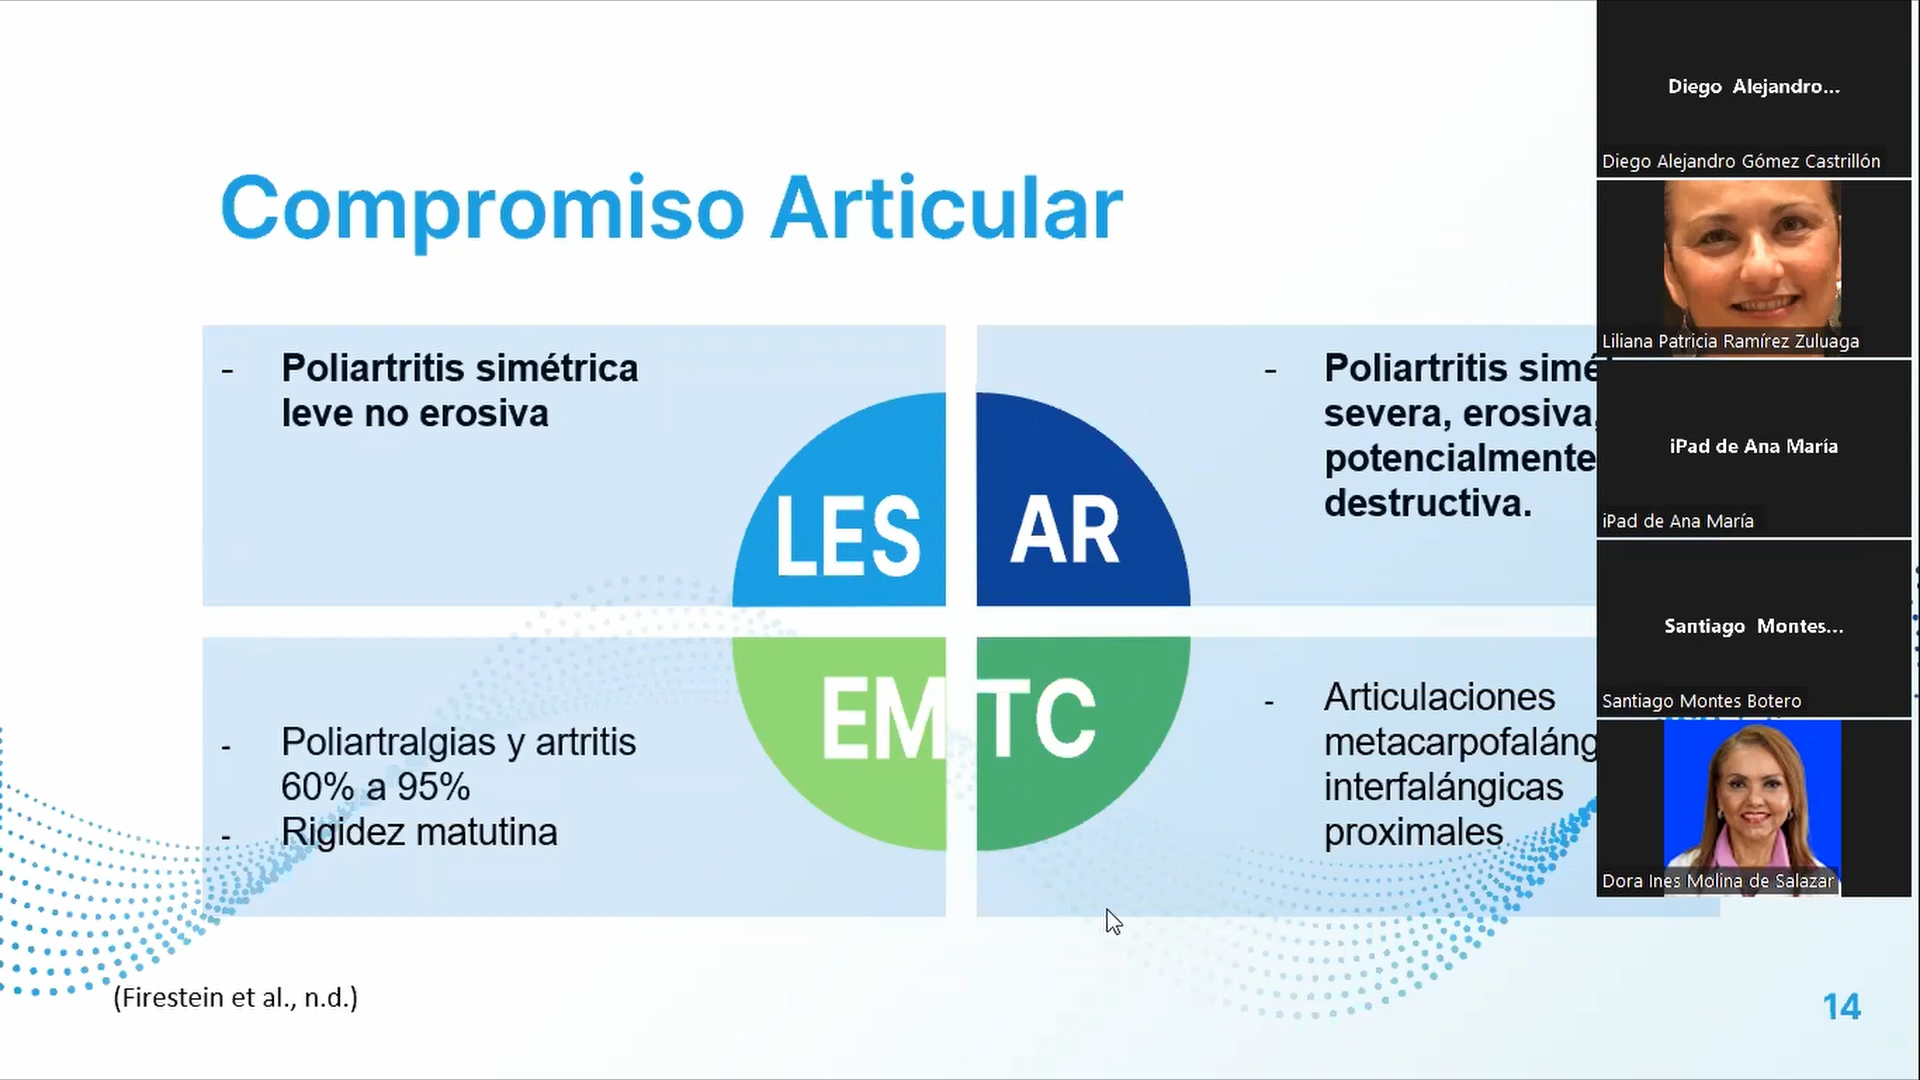 Compromiso Articular
- Poliartritis simétrica
leve no erosiva
LES
AR
- Poliartritis simé
severa, erosiva,
potencialmente
destructiva.
- Poliartralgias y artritis
60% a 95%
- Rigidez matutina
EM TC
- Articulaciones
metacarpofaláng
interfalángicas
proximales
(Firestein et al., n.d.)
14
Diego Alejandro...
Diego Alejandro Gómez Castrillón
Liliana Patricia Ramírez Zuluaga
iPad de Ana María
iPad de Ana María
Santiago Montes...
Santiago Montes Botero
Dora Ines Molina de Salazar